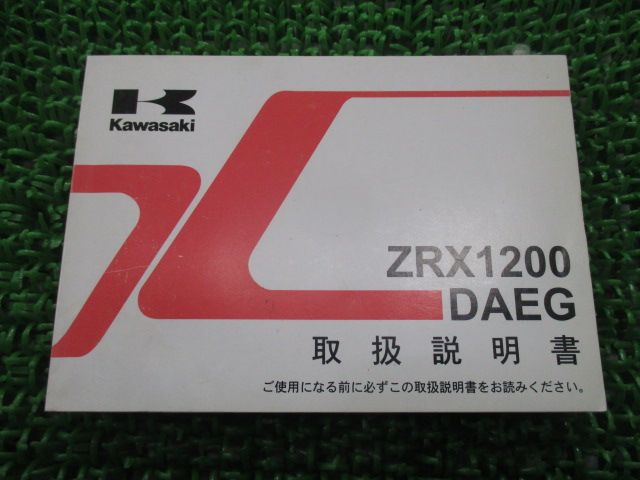 Kawasaki
ZRX1200
DAEG
取扱説明書
ご使用になる前に必ずこの取扱説明書をお読みください。